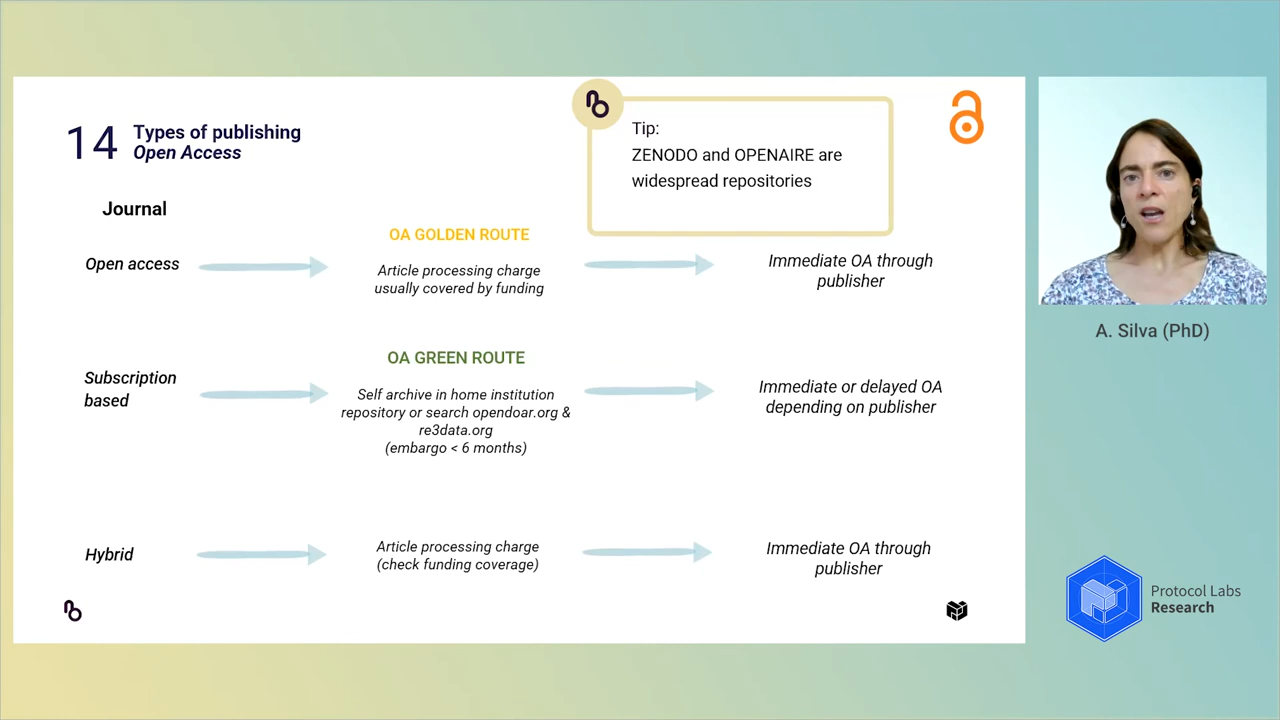 14
Types of publishing
Open Access
Tip:
ZENODO and OPENAIRE are
widespread repositories
Journal
OA GOLDEN ROUTE
Open access
Article processing charge
usually covered by funding
Immediate OA through
publisher
OA GREEN ROUTE
Subscription
based
Self archive in home institution
repository or search opendoar.org &
re3data.org
(embargo < 6 months)
Immediate or delayed OA
depending on publisher
Hybrid
Article processing charge
(check funding coverage)
Immediate OA through
publisher
A. Silva (PhD)
Protocol Labs
Research